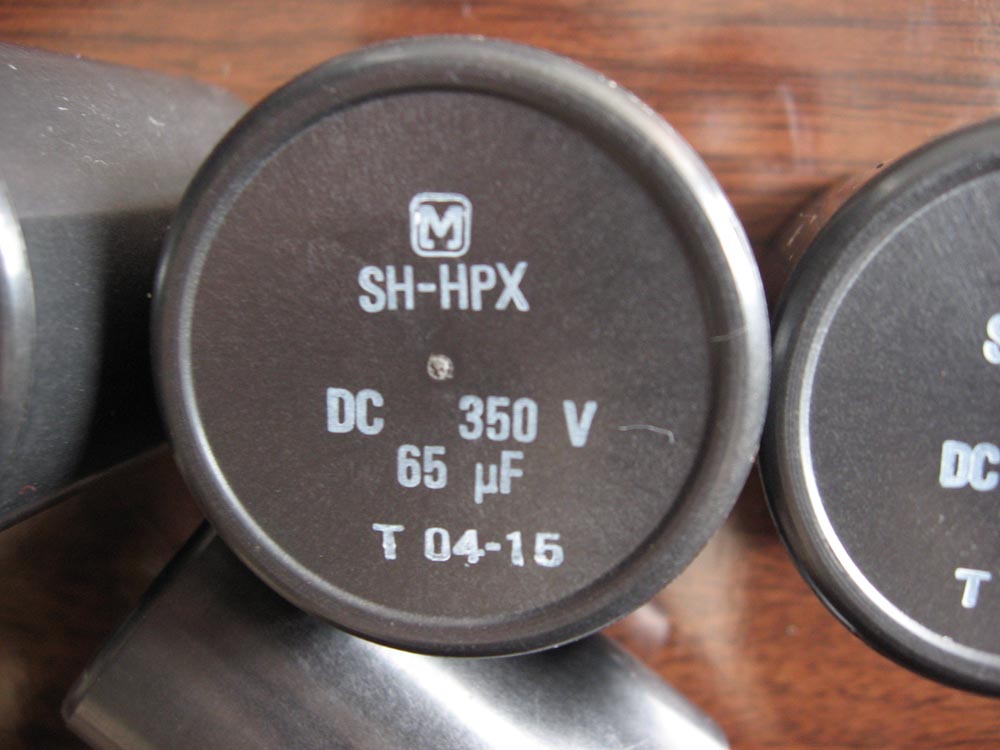 M
SH-HPX
DC 350 V
65 µF
T 04-15
S
DC
T